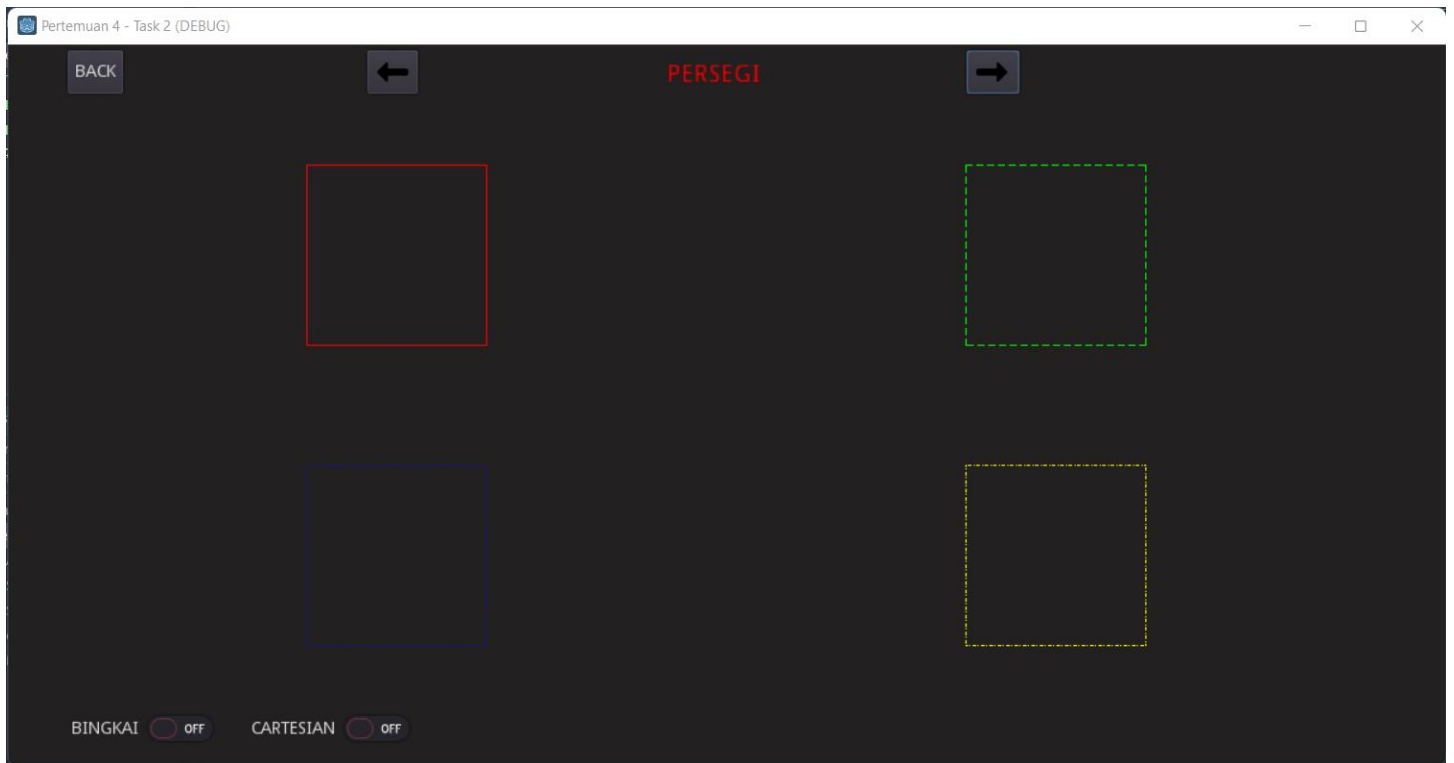 Pertemuan 4 - Task 2 (DEBUG)
BACK
PERSEGI
BINGKAI OFF CARTESIAN OFF